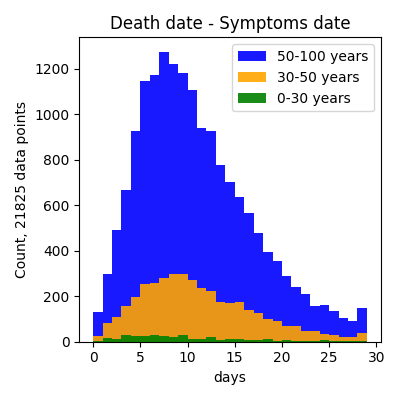 Death date - Symptoms date
Count, 21825 data points
1200
1000
800
600
400
200
0
50-100 years
30-50 years
0-30 years
0 5 10 15 20 25 30
days